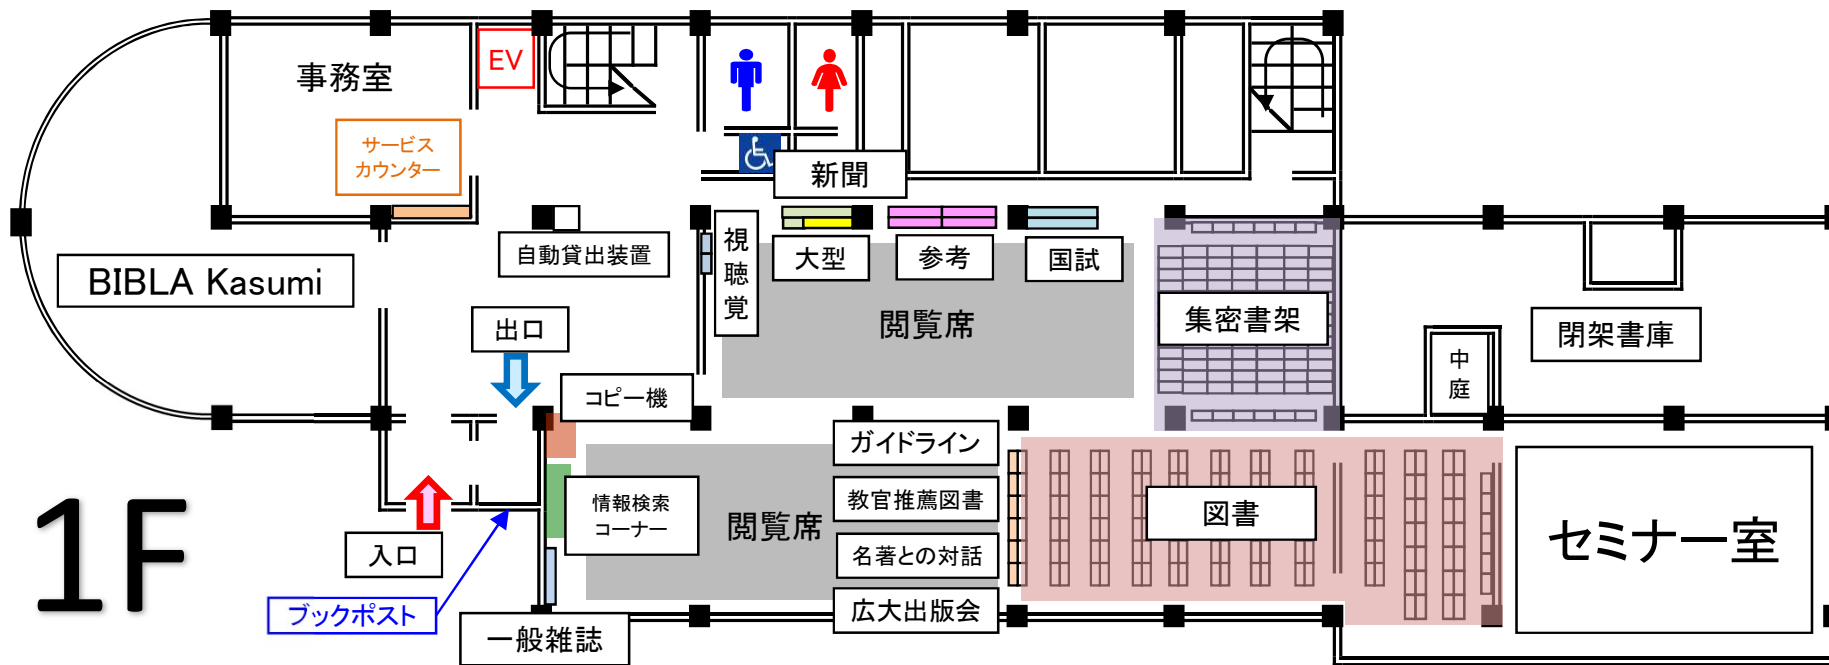 EV
事務室
サービス
カウンター
新聞
自動貸出装置
視聴覚
大型
参考
国試
BIBLA Kasumi
出口
閲覧席
集密書架
閉架書庫
中庭
コピー機
ガイドライン
情報検索
コーナー
閲覧席
教官推薦図書
図書
名著との対話
セミナー室
1F
入口
ブックポスト
広大出版会
一般雑誌